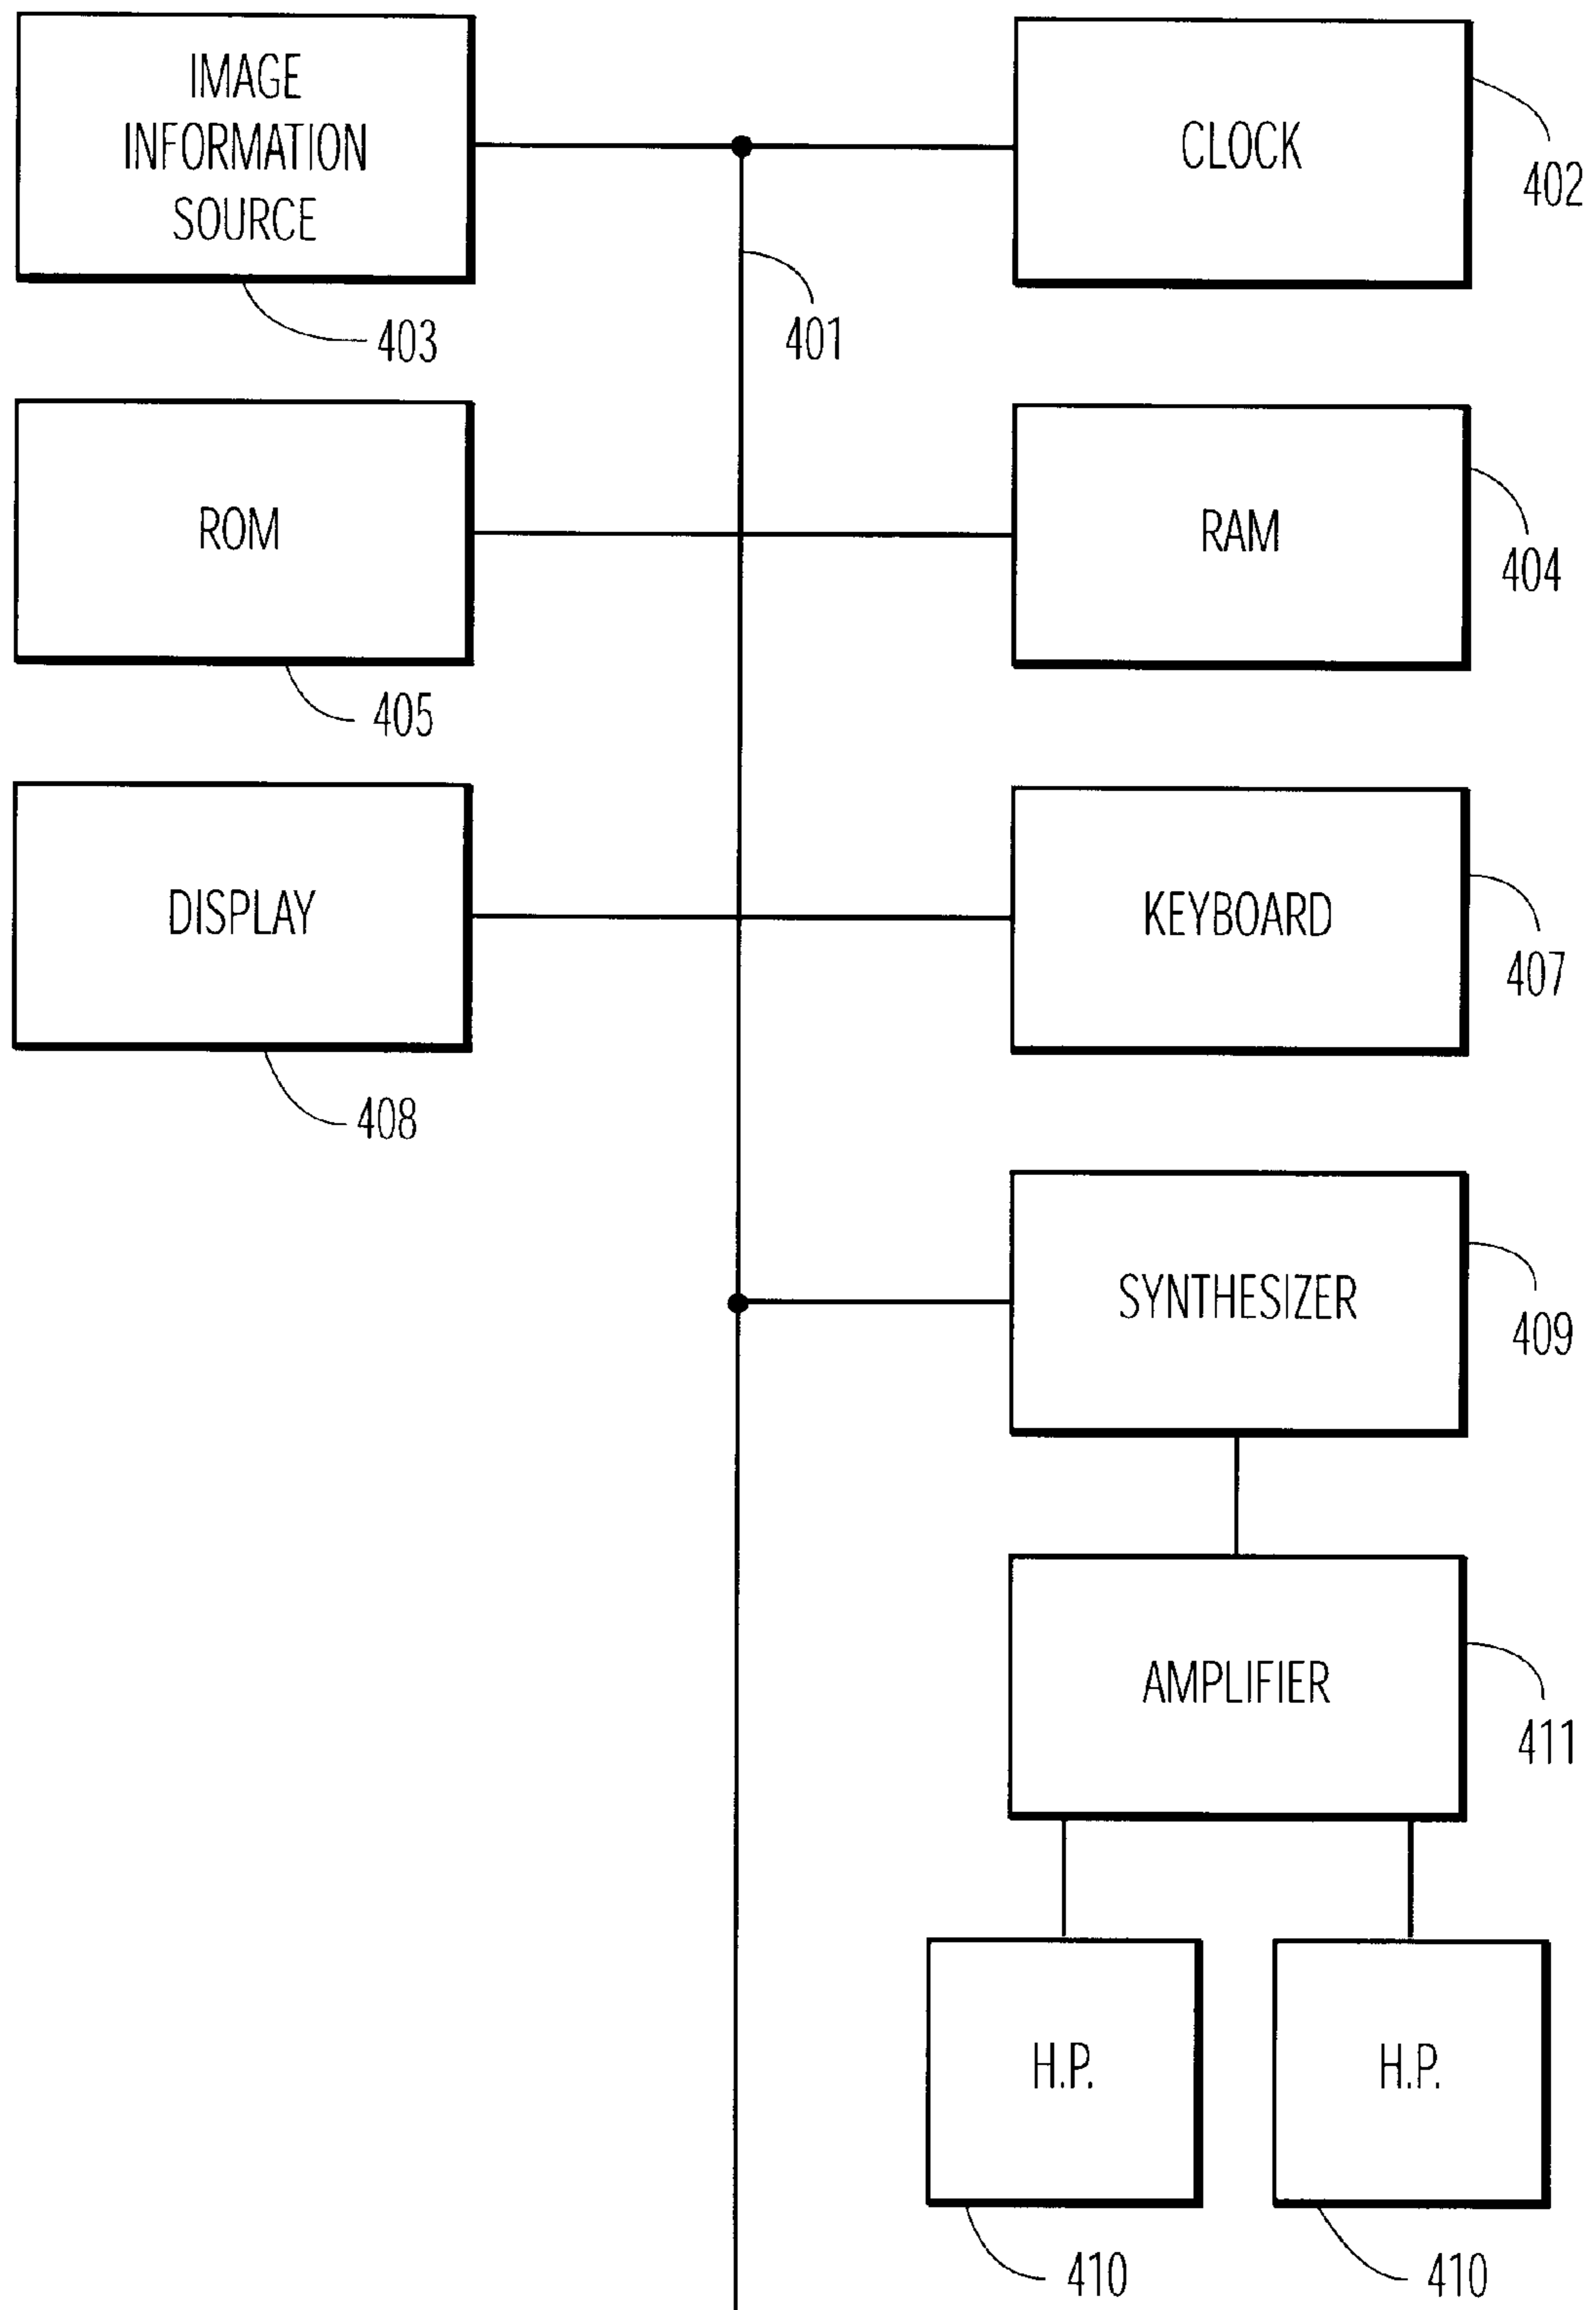 IMAGE
INFORMATION
SOURCE
403
CLOCK
402
401
ROM
405
RAM
404
DISPLAY
408
KEYBOARD
407
SYNTHESIZER
409
AMPLIFIER
411
H.P.
410
H.P.
410